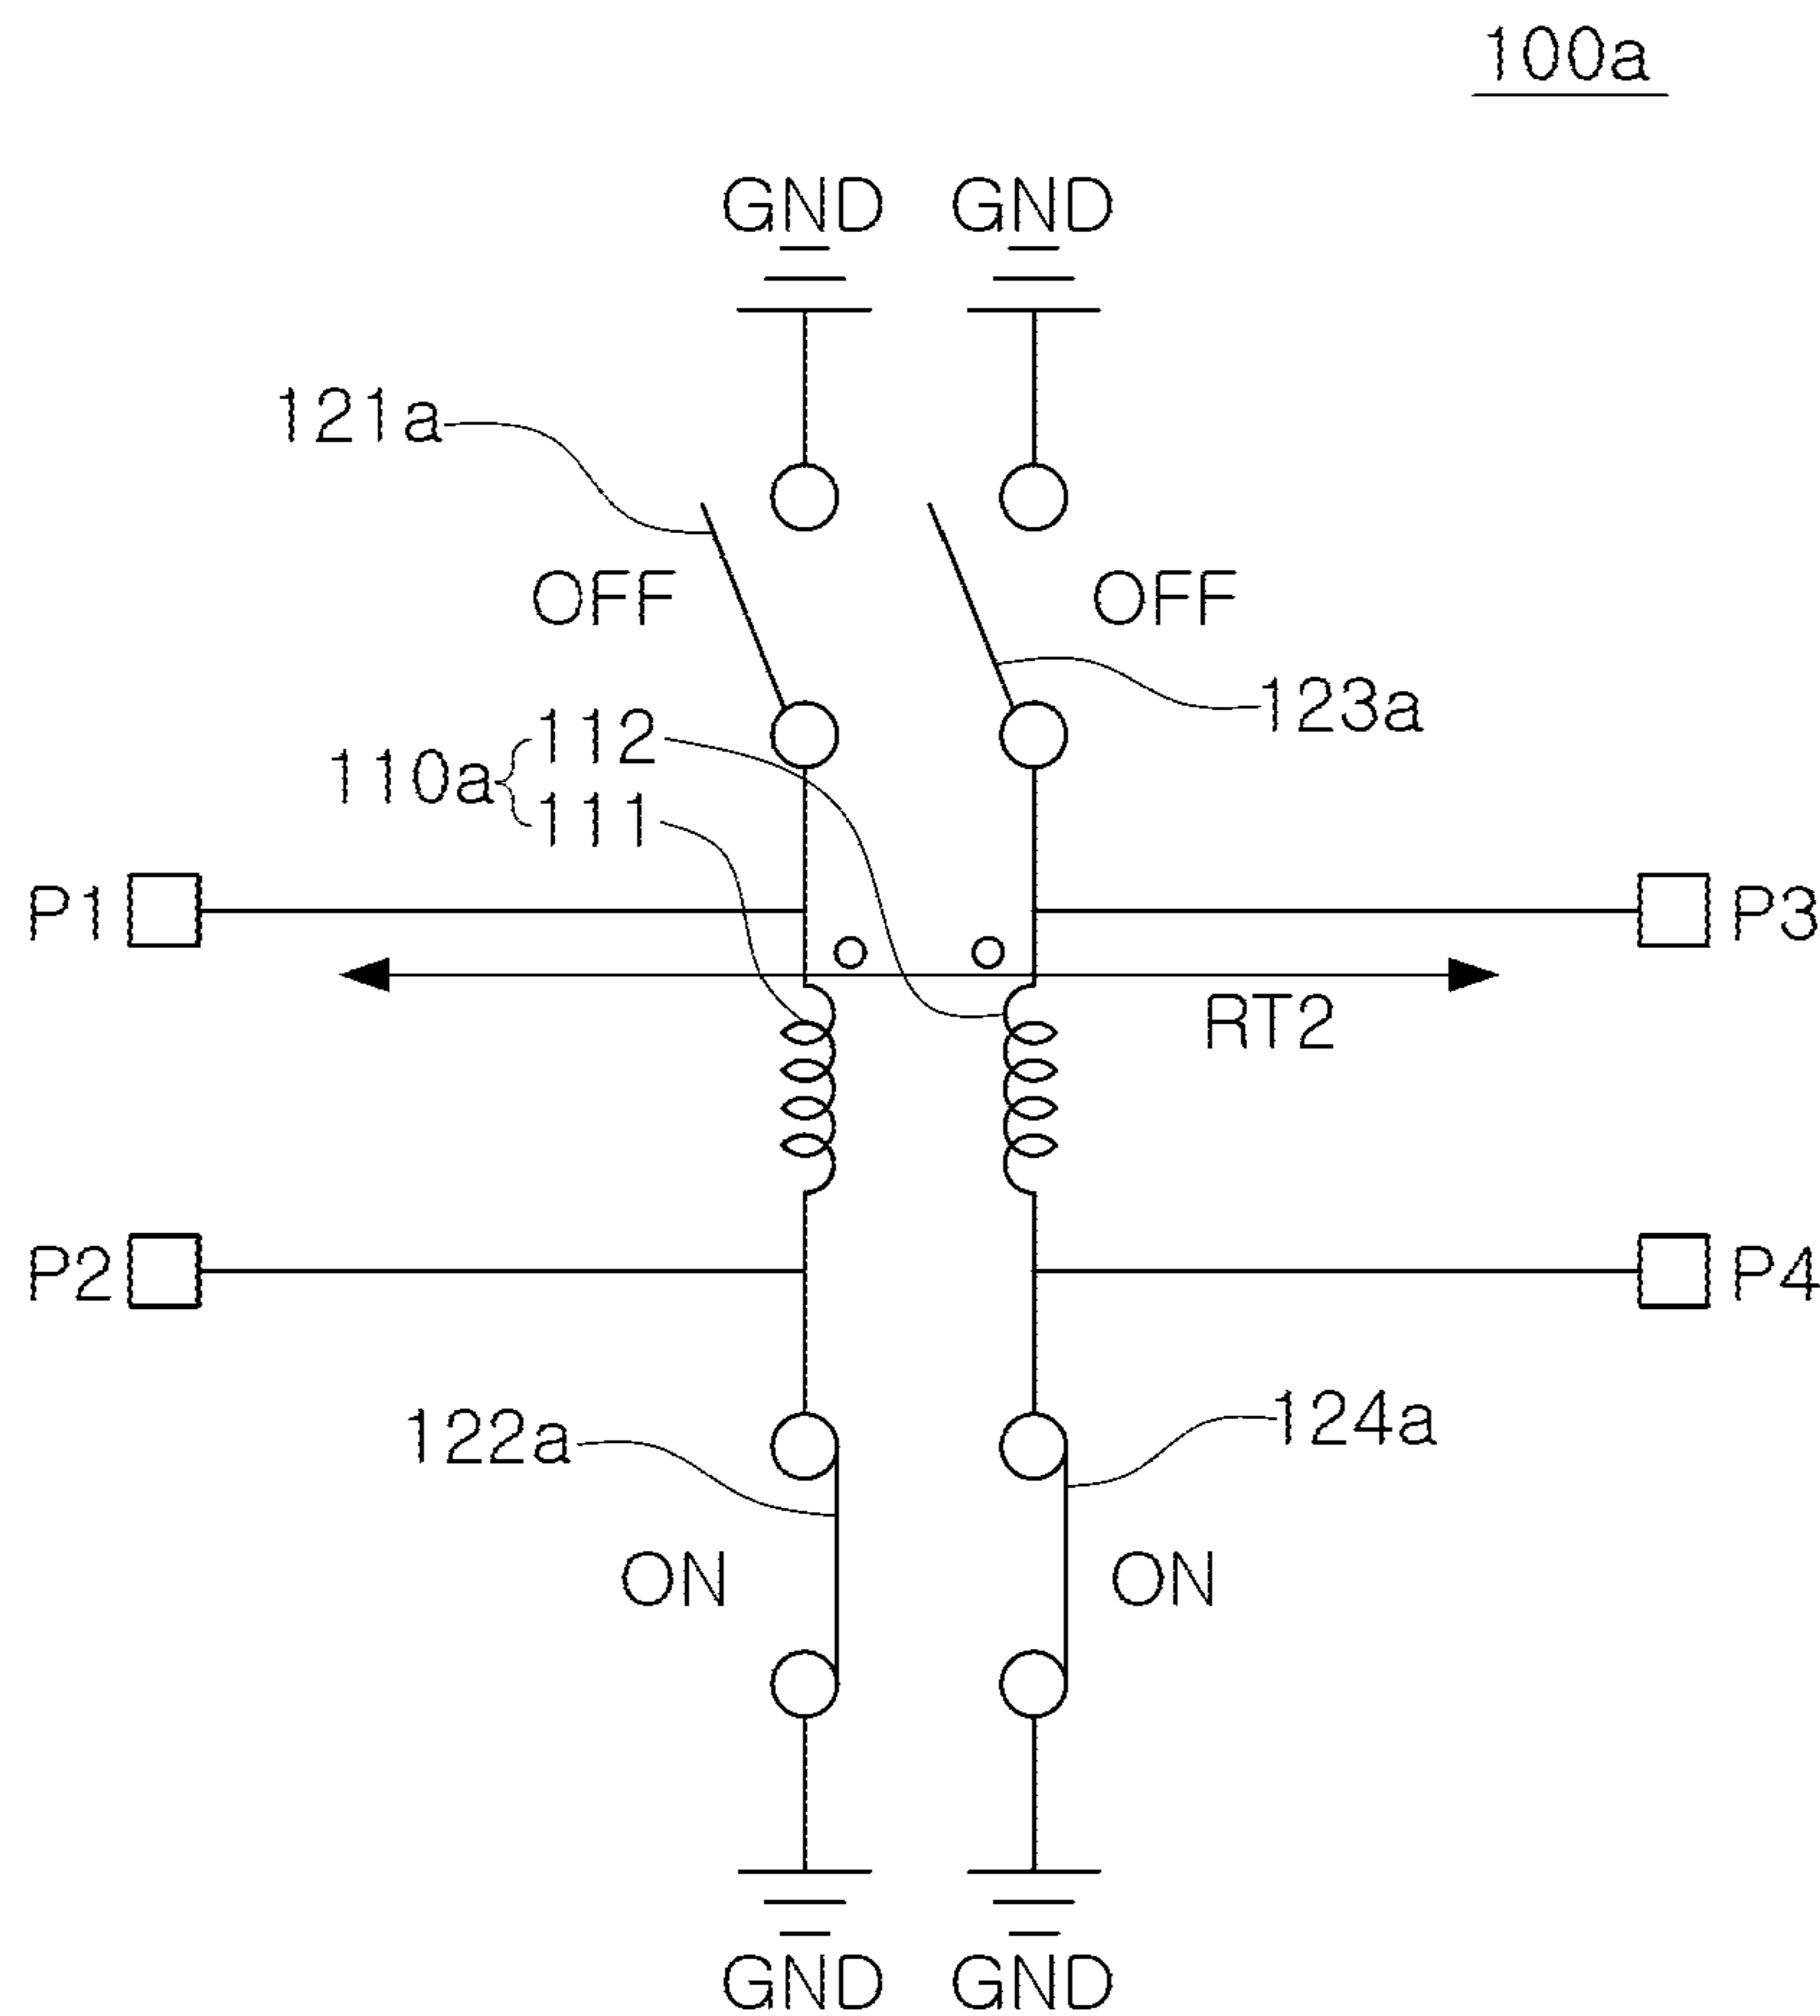 100a
GND GND
121a
OFF OFF
123a
110a 112
111
P1 P3
RT2
P2 P4
122a 124a
ON ON
GND GND